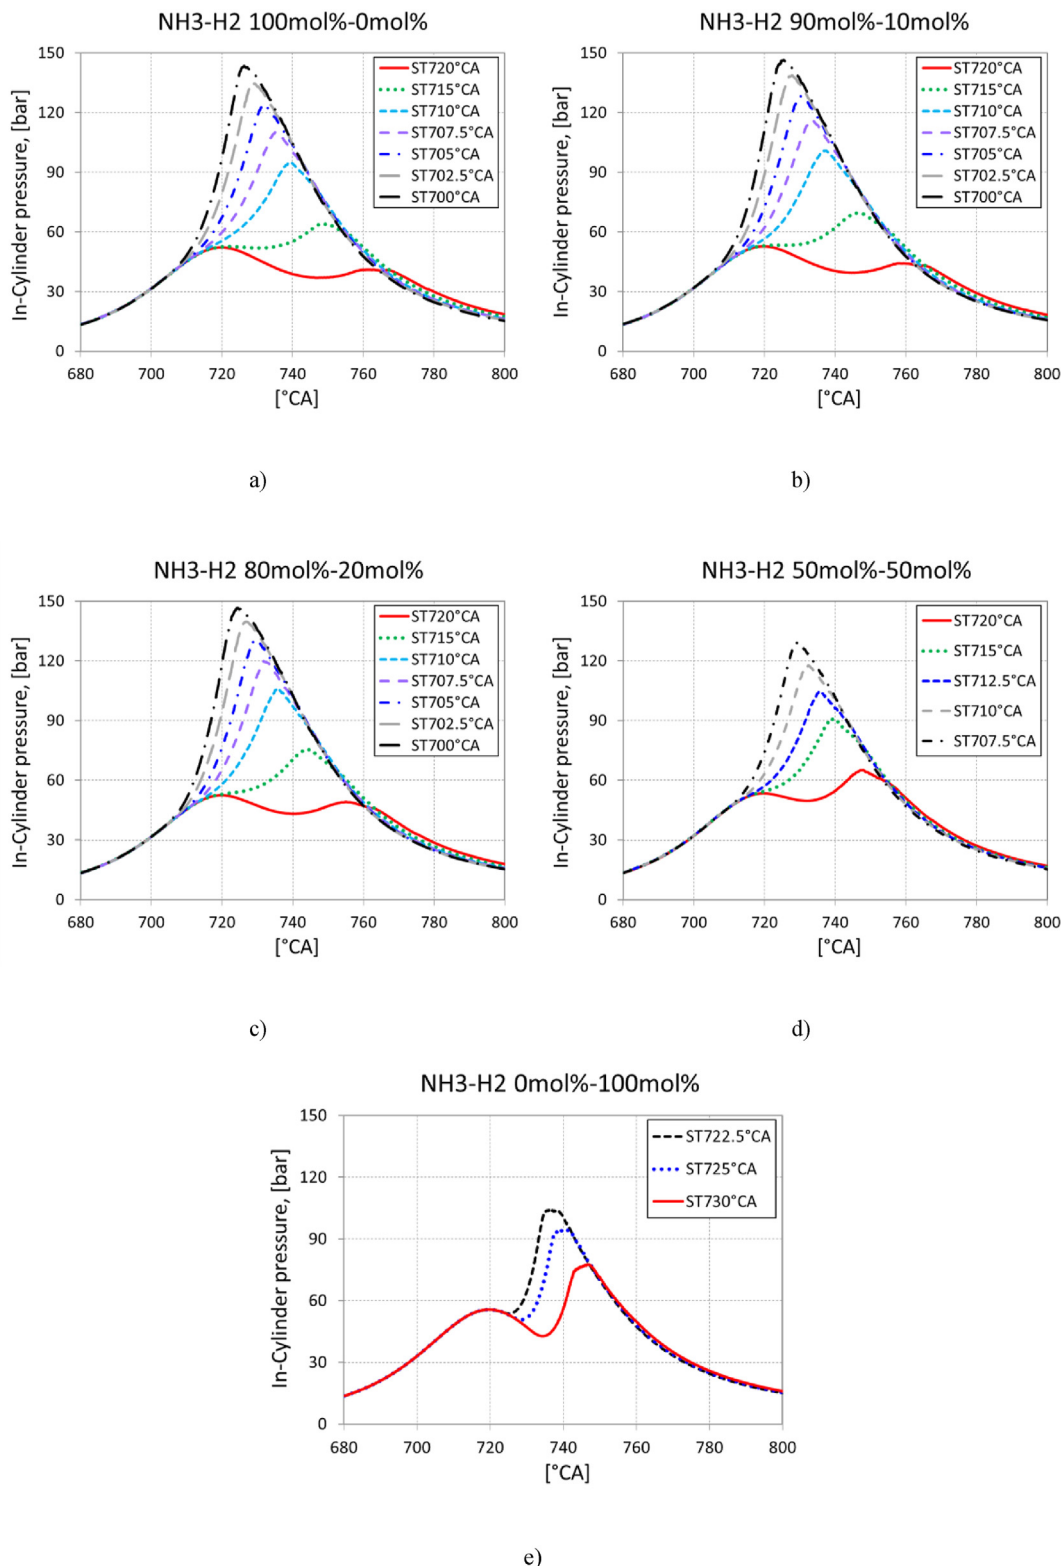 NH3-H2 100mol%-0mol%
In-Cylinder pressure, [bar]
150
120
90
60
30
0
ST720°CA
ST715°CA
ST710°CA
ST707.5°CA
ST705°CA
ST702.5°CA
ST700°CA
680 700 720 740 760 780 800
[°CA]
a)
NH3-H2 90mol%-10mol%
In-Cylinder pressure, [bar]
150
120
90
60
30
0
ST720°CA
ST715°CA
ST710°CA
ST707.5°CA
ST705°CA
ST702.5°CA
ST700°CA
680 700 720 740 760 780 800
[°CA]
b)
NH3-H2 80mol%-20mol%
In-Cylinder pressure, [bar]
150
120
90
60
30
0
ST720°CA
ST715°CA
ST710°CA
ST707.5°CA
ST705°CA
ST702.5°CA
ST700°CA
680 700 720 740 760 780 800
[°CA]
c)
NH3-H2 50mol%-50mol%
In-Cylinder pressure, [bar]
150
120
90
60
30
0
ST720°CA
ST715°CA
ST712.5°CA
ST710°CA
ST707.5°CA
680 700 720 740 760 780 800
[°CA]
d)
NH3-H2 0mol%-100mol%
In-Cylinder pressure, [bar]
150
120
90
60
30
0
ST722.5°CA
ST725°CA
ST730°CA
680 700 720 740 760 780 800
[°CA]
e)